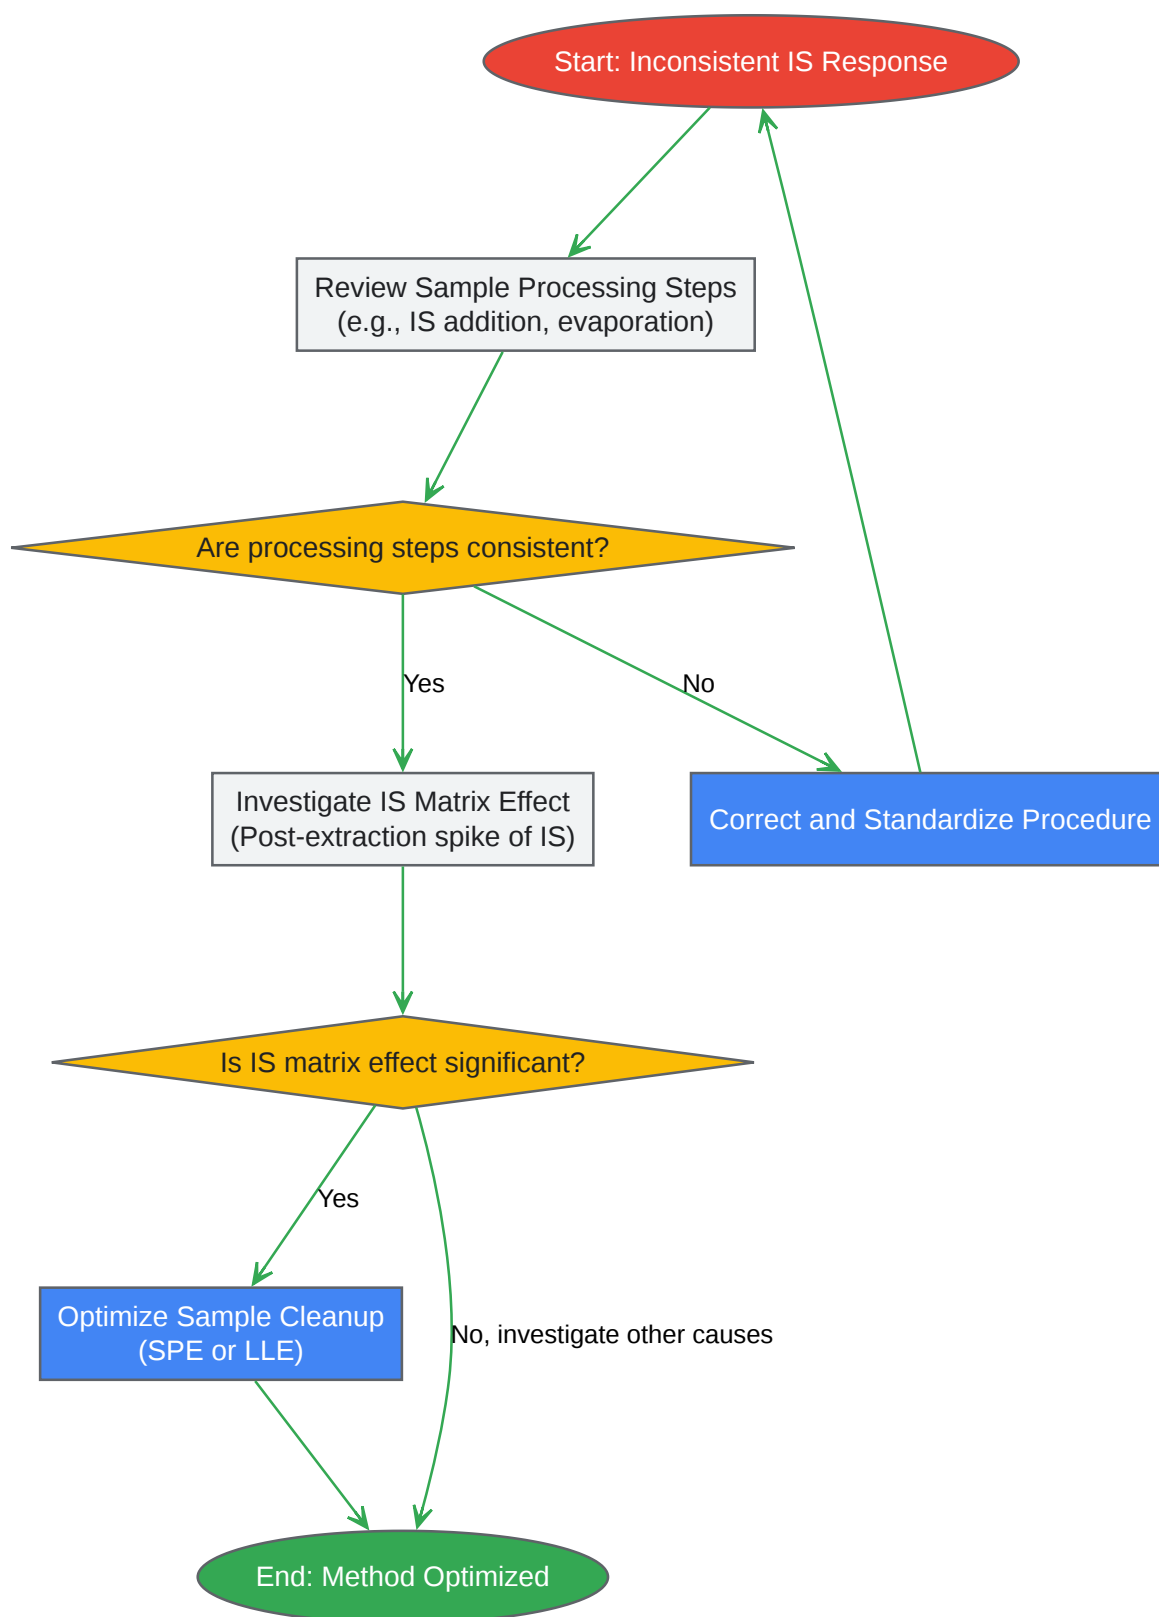 Start: Inconsistent IS Response
Review Sample Processing Steps
(e.g., IS addition, evaporation)
Are processing steps consistent?
Yes
No
Investigate IS Matrix Effect
(Post-extraction spike of IS)
Correct and Standardize Procedure
Is IS matrix effect significant?
Yes
Optimize Sample Cleanup
(SPE or LLE)
No, investigate other causes
End: Method Optimized